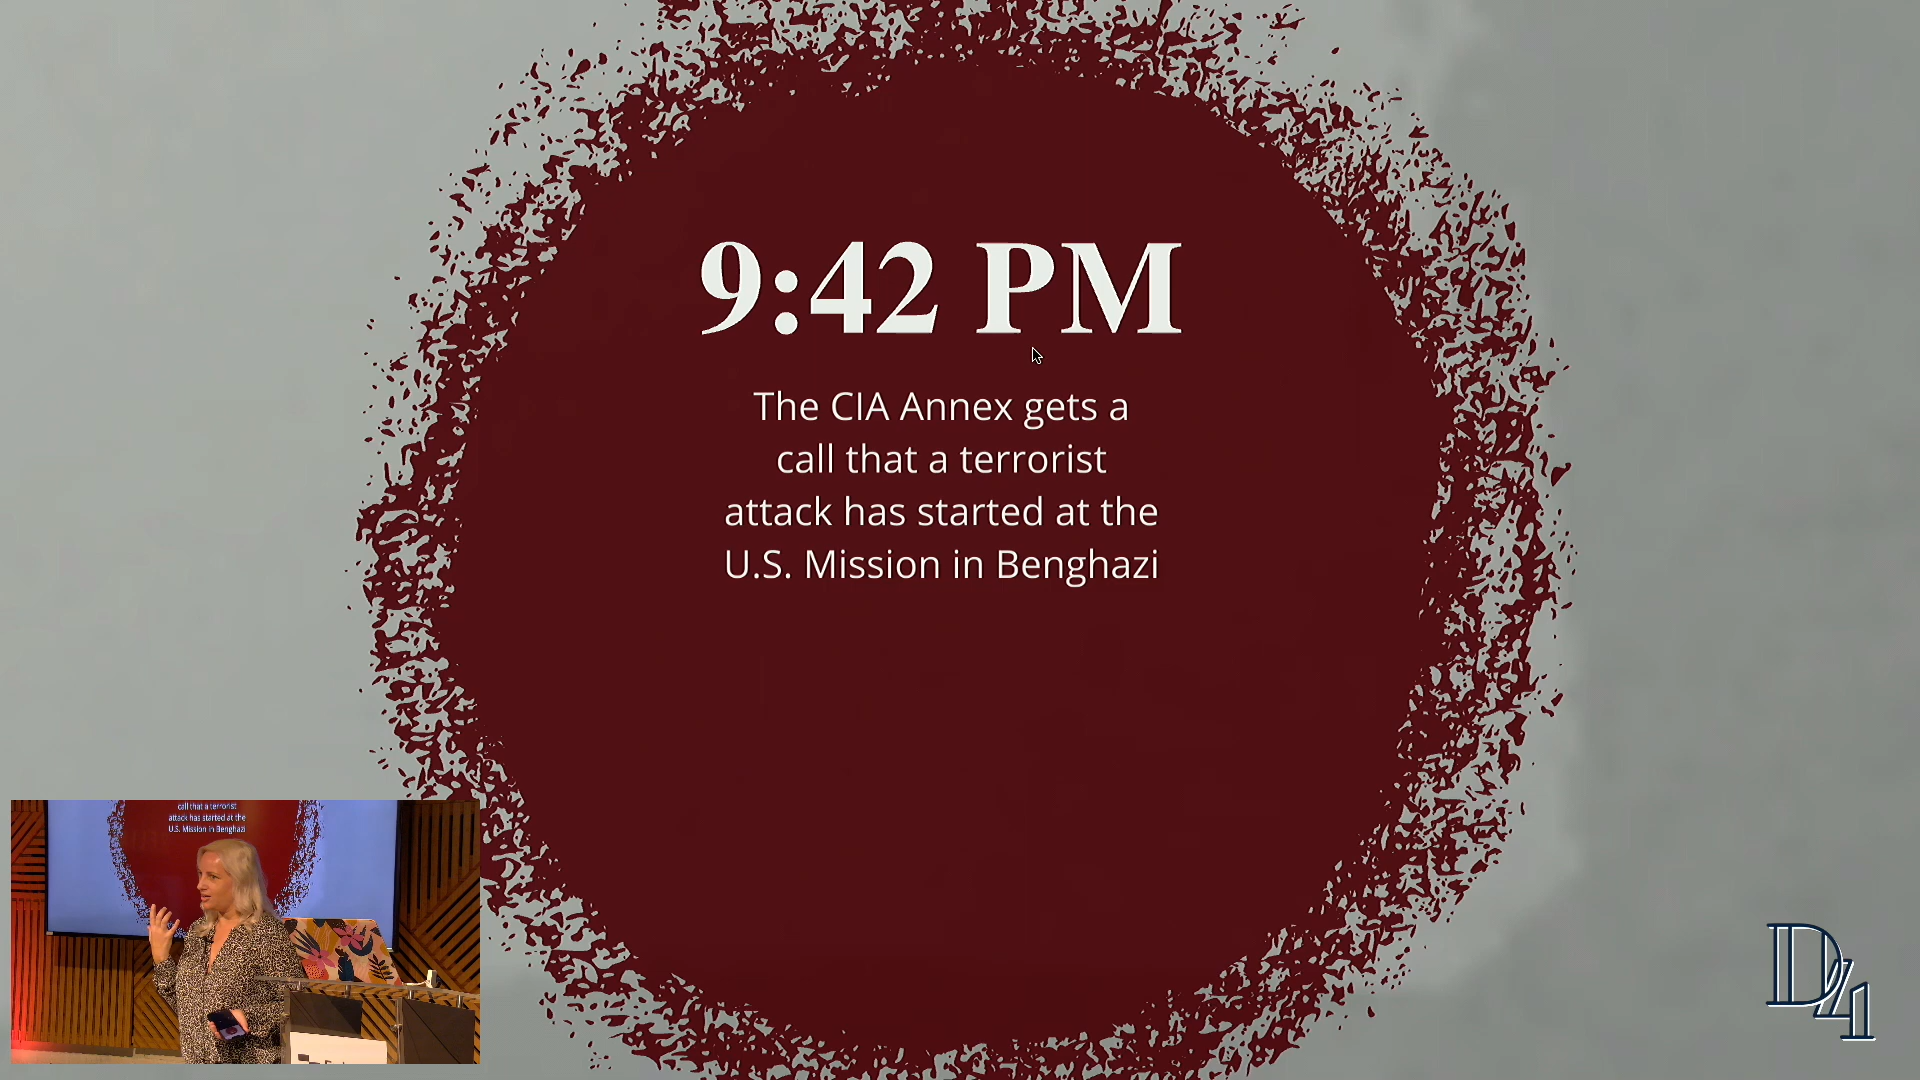 9:42 PM
The CIA Annex gets a
call that a terrorist
attack has started at the
U.S. Mission in Benghazi
call that a terrorist
attack has started at the
U.S. Mission in Benghazi
D4